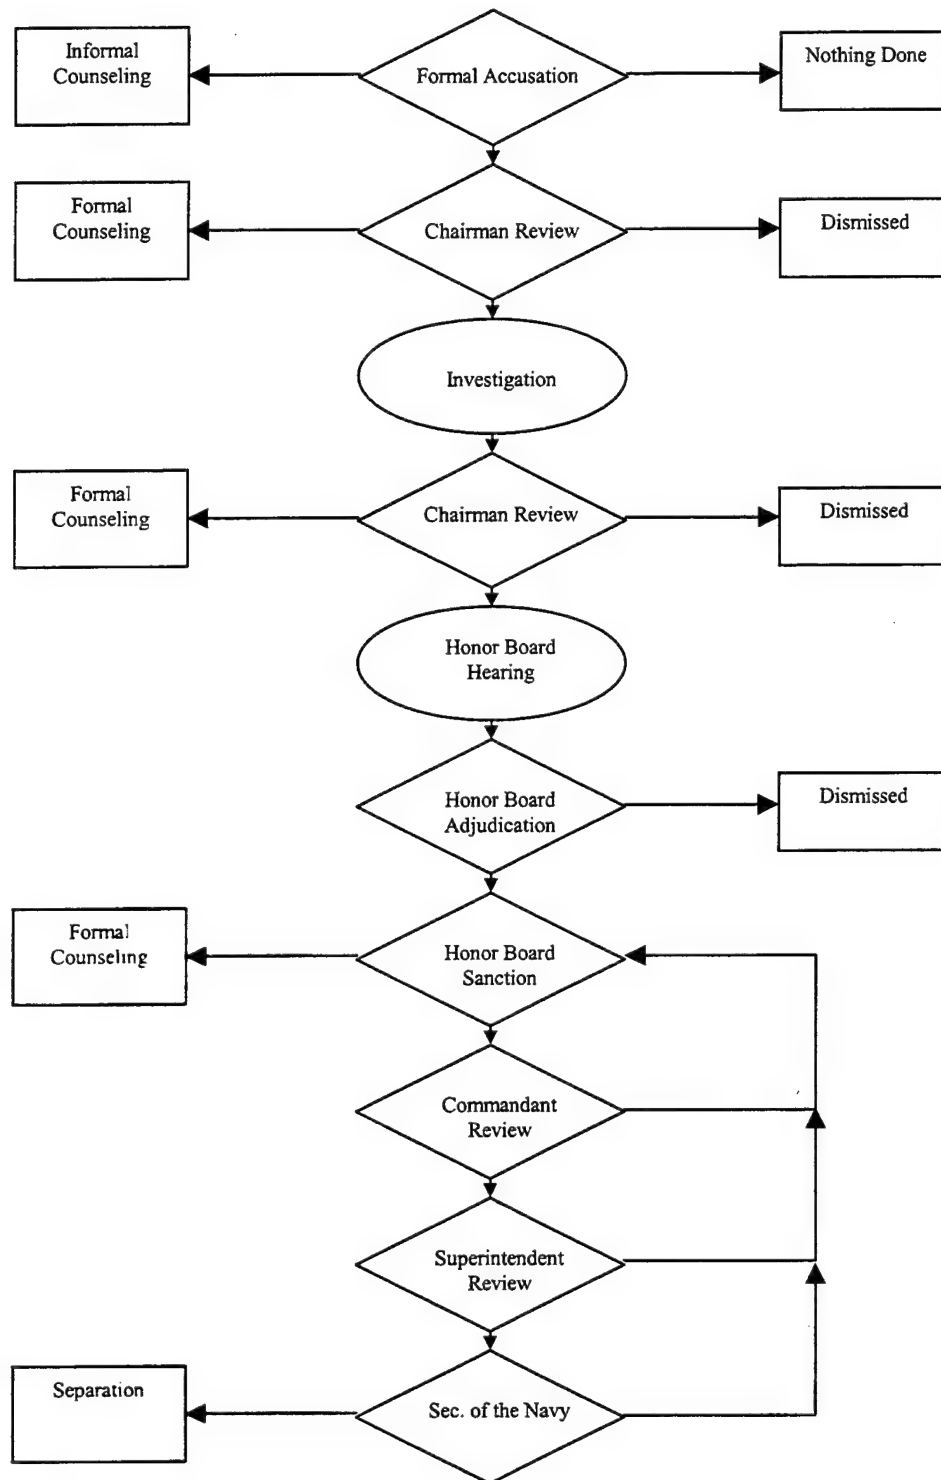 Informal
Counseling
Formal Accusation
Nothing Done
Formal
Counseling
Chairman Review
Dismissed
Investigation
Formal
Counseling
Chairman Review
Dismissed
Honor Board
Hearing
Honor Board
Adjudication
Dismissed
Formal
Counseling
Honor Board
Sanction
Commandant
Review
Superintendent
Review
Separation
Sec. of the Navy